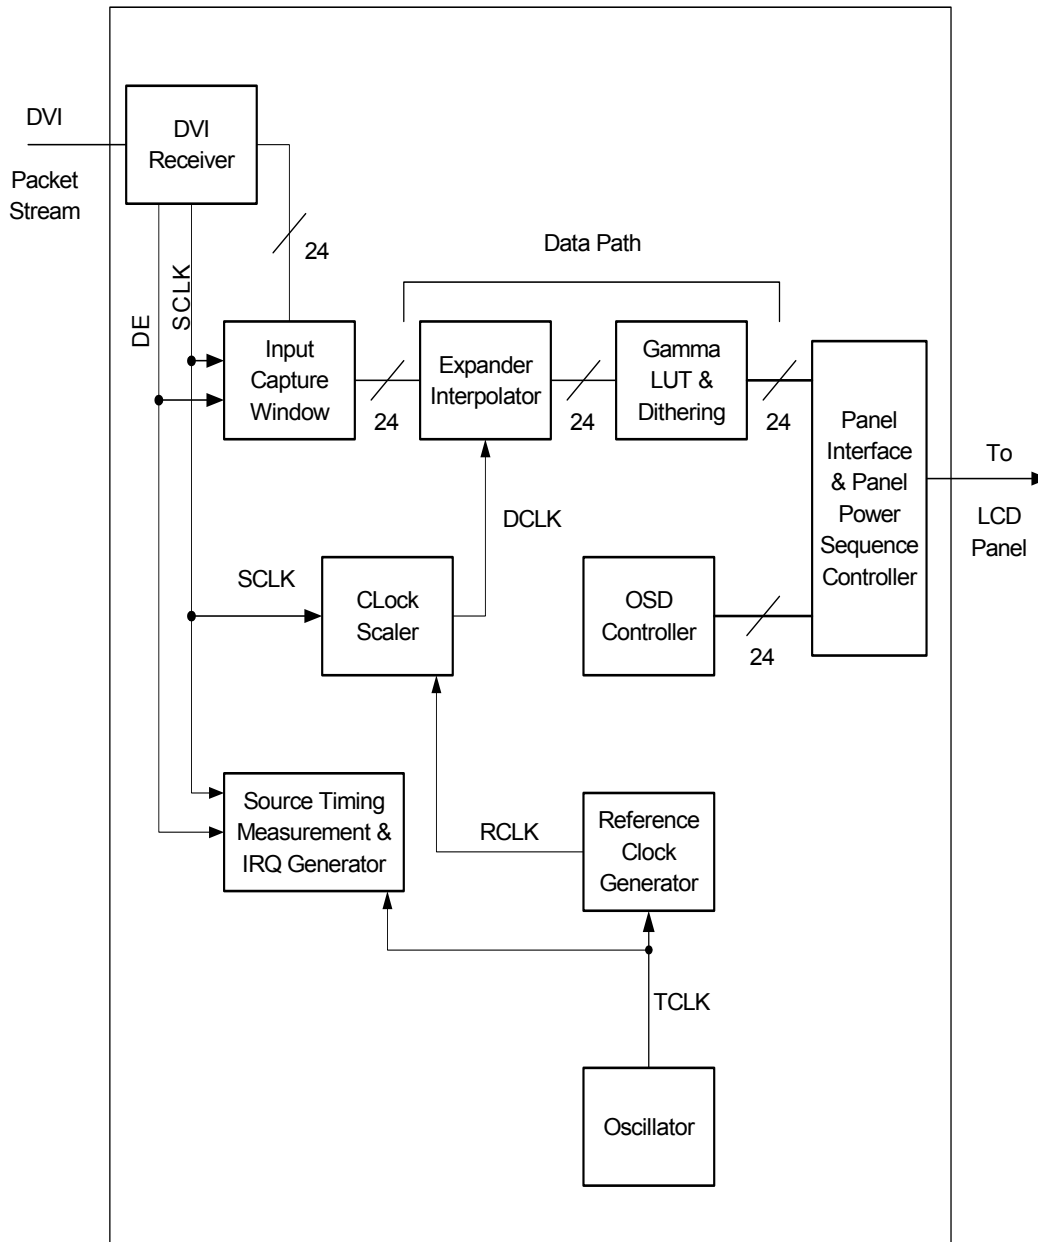 DVI
Packet
Stream
DVI
Receiver
24
Data Path
DE
SCLK
Input
Capture
Window
24
Expander
Interpolator
24
Gamma
LUT &
Dithering
24
Panel
Interface
& Panel
Power
Sequence
Controller
To
LCD
Panel
DCLK
SCLK
CLock
Scaler
OSD
Controller
24
Source Timing
Measurement &
IRQ Generator
RCLK
Reference
Clock
Generator
TCLK
Oscillator